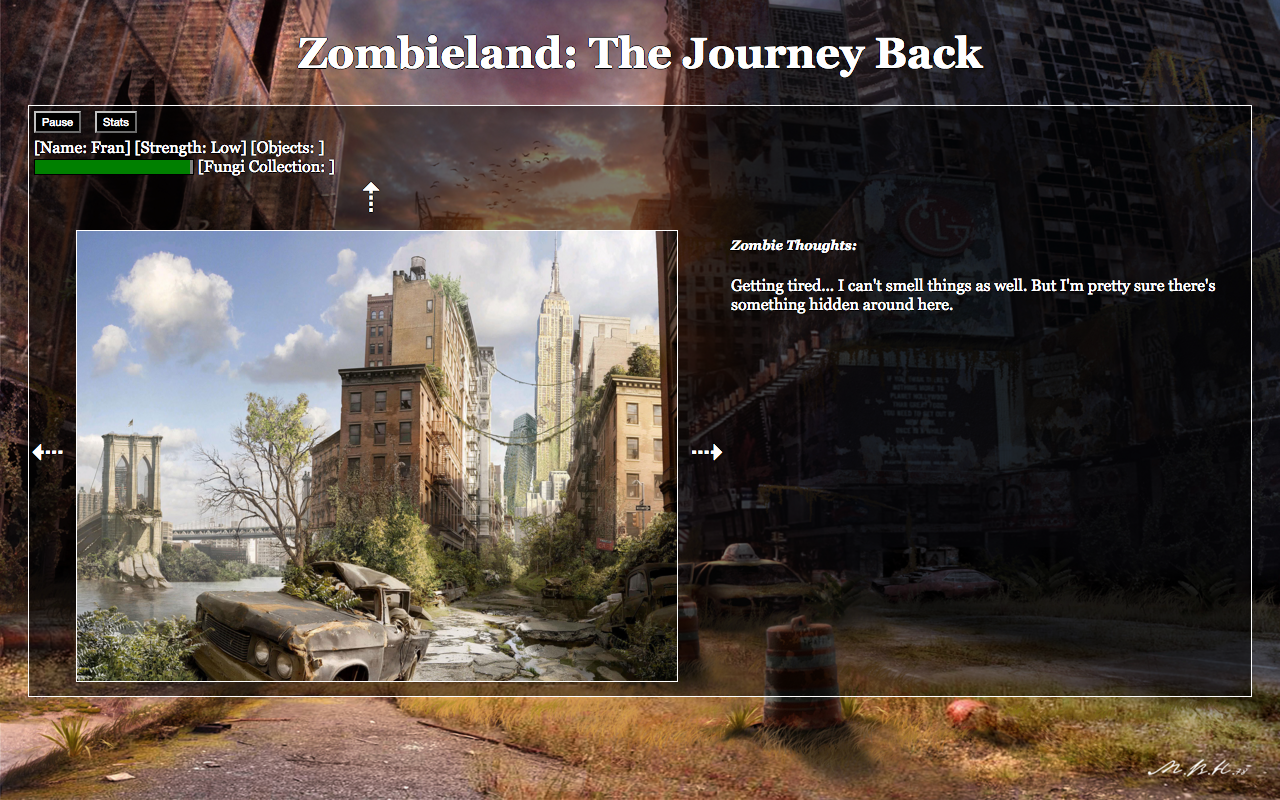 Zombieland: The Journey Back
Pause Stats
[Name: Fran] [Strength: Low] [Objects: ]
[Fungi Collection: ]
Zombie Thoughts:
Getting tired... I can't smell things as well. But I'm pretty sure there's
something hidden around here.